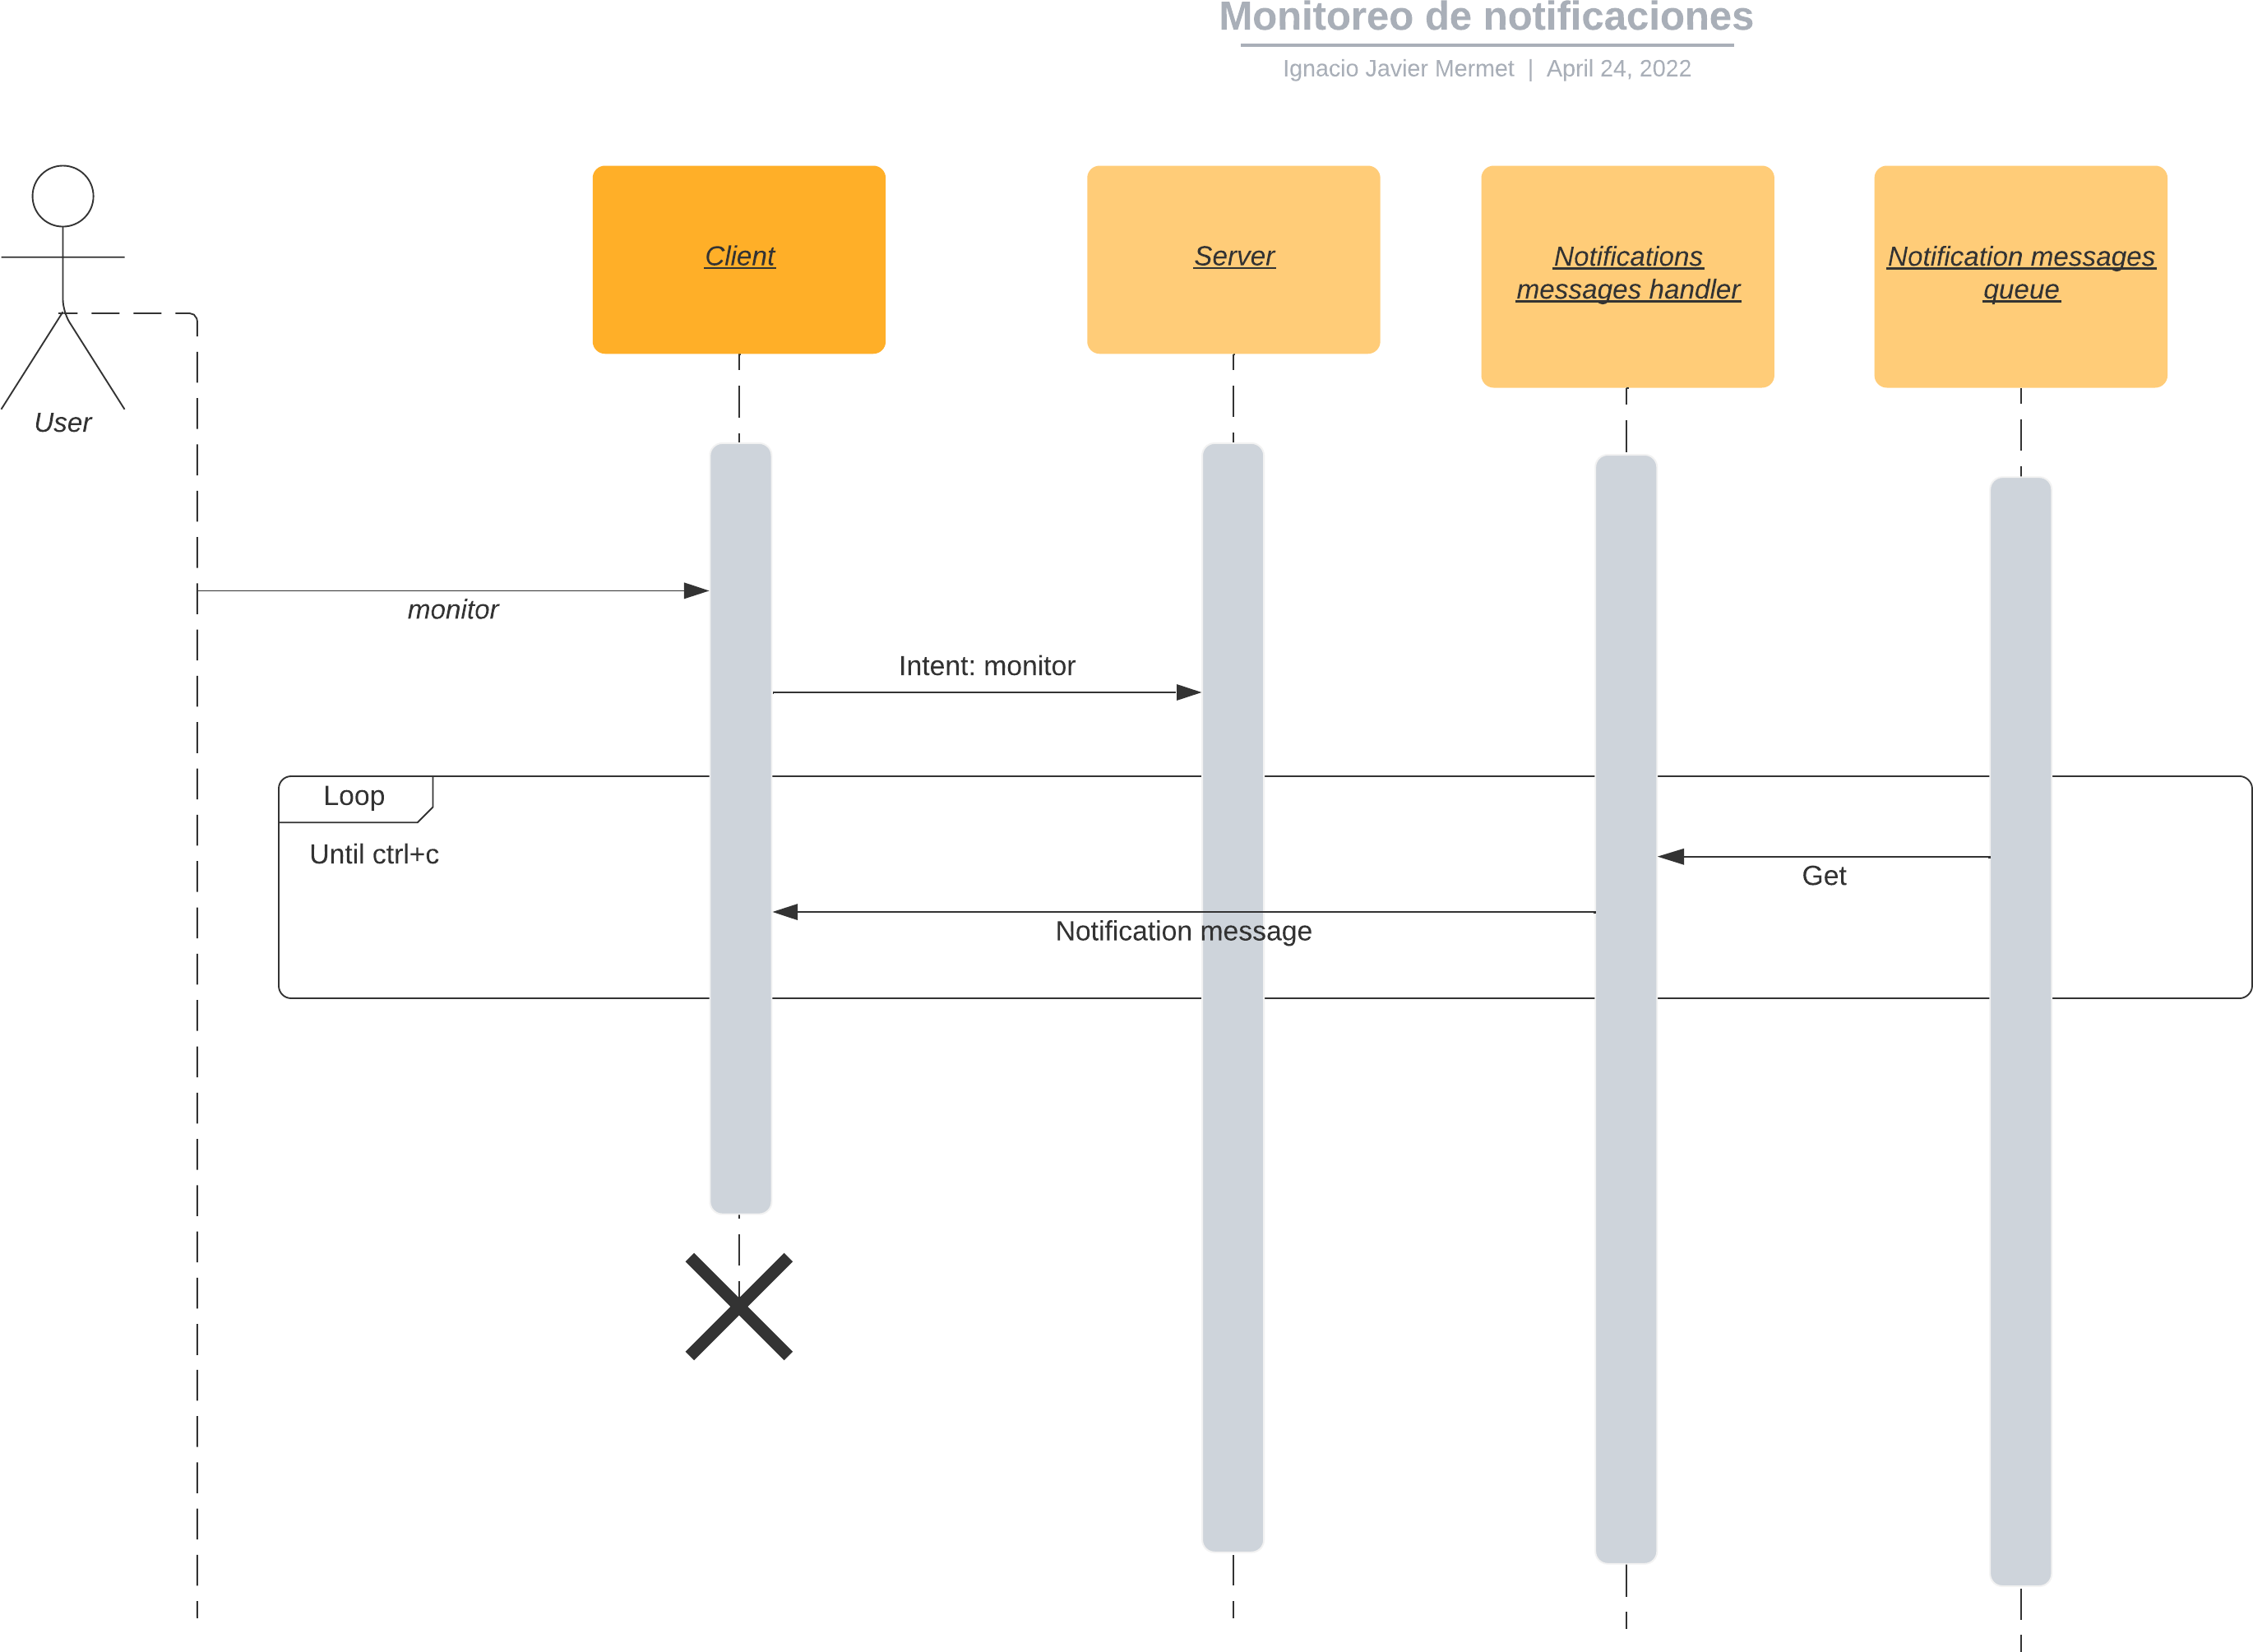 Monitoreo de notificaciones
Ignacio Javier Mermet | April 24, 2022
Client
Server
Notifications
messages handler
Notification messages
queue
User
monitor
Intent: monitor
Loop
Until ctrl+c
Get
Notification message